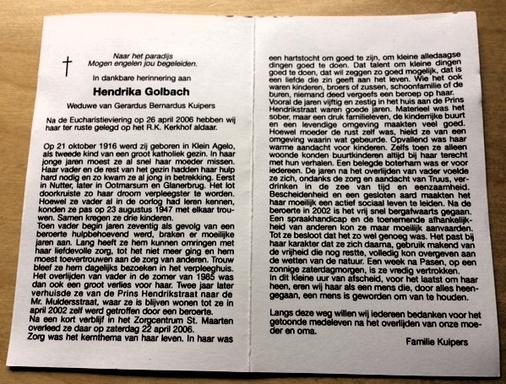 Naar het paradijs
Mogen engelen jou begeleiden.
In dankbare herinnering aan
Hendrika Golbach
Weduwe van Gerardus Bernardus Kuipers
Na de Eucharistieviering op 26 april 2006 hebben wij
haar ter ruste gelegd op het R.K. Kerkhof aldaar.
Op 21 oktober 1916 werd zij geboren in Klein Agelo,
als tweede kind van een groot katholiek gezin. In haar
jonge jaren moest ze al snel haar moeder missen.
Haar vader en de rest van het gezin hadden haar hulp
hard nodig en zo kwam ze al jong in betrekking. Eerst
in Nutter, later in Ootmarsum en Glanerbrug. Het lot
doorkruiste zo haar droom verpleegster te worden.
Hoewel ze vader al in de oorlog had leren kennen,
konden ze pas op 23 augustus 1947 met elkaar trou-
wen. Samen kregen ze drie kinderen.
Toen vader begin jaren zeventig als gevolg van een
beroerte hulpbehoevend werd, braken er moeilijke
jaren aan. Lang heeft ze hem kunnen omringen met
haar liefdevolle zorg, tot het niet meer ging en hem
moest toevertrouwen aan de zorg van anderen. Trouw
bleef ze hem dagelijks bezoeken in het verpleeghuis.
Het overlijden van vader in de zomer van 1985 was
dan ook een groot verlies voor haar. Twee jaar later
verhuisde ze van de Prins Hendrikstraat naar de
Mr. Muldersstraat, waar ze is blijven wonen tot ze in
april 2002 zelf werd getroffen door een beroerte.
Na een kort verblijf in het Zorgcentrum St. Maarten
overleed ze daar op zaterdag 22 april 2006.
Zorg was het kernthema van haar leven. In haar was
een hartstocht om goed te zijn, om kleine alledaagse
dingen goed te doen. Dat talent om kleine dingen
goed te doen, dat wil zeggen zo goed mogelijk, dat is
een liefde die zin geeft aan het leven. Wie het ook
waren kinderen, broers of zussen, schoonfamilie of de
buren, niemand deed vergeefs een beroep op haar.
Vooral de jaren vijftig en zestig in het huis aan de Prins
Hendrikstraat waren goede jaren. Materieel was het
sober, maar een druk familieleven, de kinderrijke buurt
en een levendige omgeving maakten veel goed.
Hoewel moeder de rust zelf was, hield ze van een
omgeving waarin wat gebeurde. Opvallend was haar
warme aandacht voor kinderen. Zelfs toen ze alleen
woonde konden buurtkinderen altijd bij haar terecht
met hun verhalen. Een belegde boterham was er voor
iedereen. De jaren na het overlijden van vader voelde
ze zich, ondanks de zorg en aandacht van Truus, ver-
drinken in de zee van tijd en eenzaamheid.
Bescheidenheid en een gesloten aard maakten het
haar moeilijk een actief sociaal leven te leiden. Na de
beroerte in 2002 is het vrij snel bergafwaarts gegaan.
Een spraakhandicap en de toenemende afhankelijk-
heid van anderen kon ze maar moeilijk aanvaarden.
Tot ze besloot dat het zo wel genoeg was. Het past bij
haar karakter dat ze zich daarna, gebruik makend van
de vrijheid die nog restte, volledig kon overgeven aan
de wetten van de natuur. Een week na Pasen, op een
zonnige zaterdagmorgen, is ze vredig vertrokken.
In dit kleine uur van afscheid, voor het laatst om haar
heen, eren wij haar als een mens die, door alles heen-
gegaan, een mens is geworden om van te houden.
Langs deze weg willen wij iedereen bedanken voor het
getoonde medeleven na het overlijden van onze moe-
der en oma.
Familie Kuipers